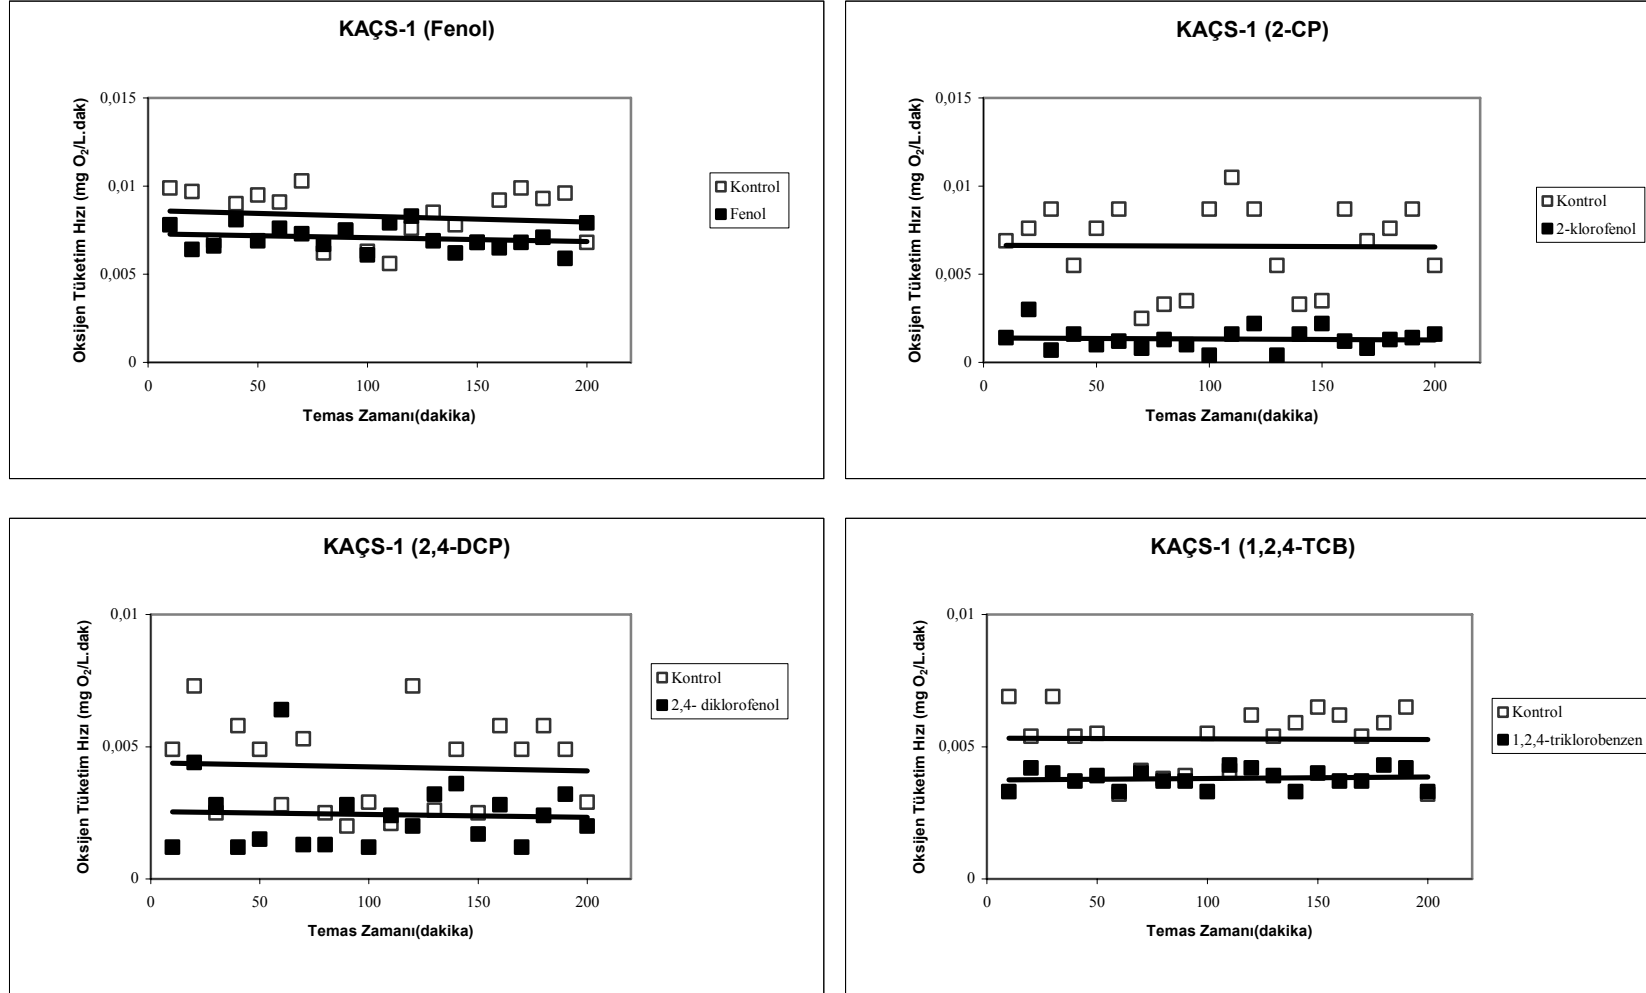 KAÇS-1 (Fenol)
Oksijen Tüketim Hızı (mg O₂/L.dak)
0,015
0,01
0,005
0
0
50
100
150
200
Temas Zamanı(dakika)
Kontrol
Fenol
KAÇS-1 (2-CP)
Oksijen Tüketim Hızı (mg O₂/L.dak)
0,015
0,01
0,005
0
0
50
100
150
200
Temas Zamanı(dakika)
Kontrol
2-klorofenol
KAÇS-1 (2,4-DCP)
Oksijen Tüketim Hızı (mg O₂/L.dak)
0,01
0,005
0
0
50
100
150
200
Temas Zamanı(dakika)
Kontrol
2,4- diklorofenol
KAÇS-1 (1,2,4-TCB)
Oksijen Tüketim Hızı (mg O₂/L.dak)
0,01
0,005
0
0
50
100
150
200
Temas Zamanı(dakika)
Kontrol
1,2,4-triklorobenzen